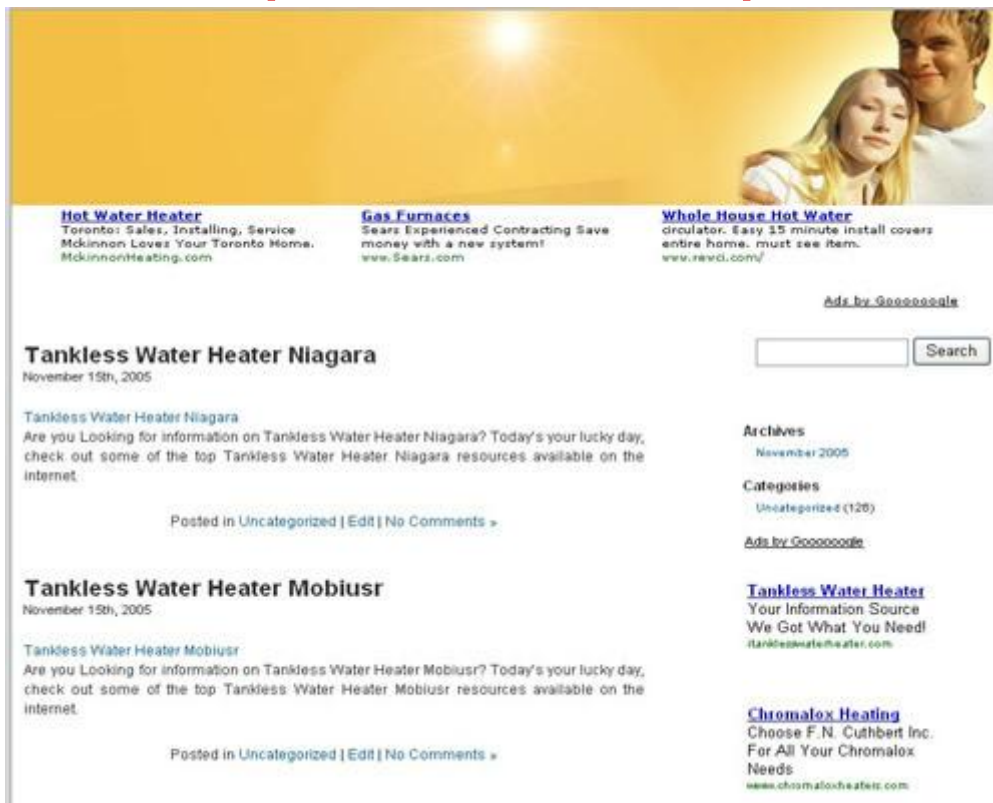 Hot Water Heater
Toronto: Sales, Installing, Service
Mckinnon Loves Your Toronto Home.
MckinnonHeating.com
Gas Furnaces
Sears Experienced Contracting Save
money with a new system!
www.Sears.com
Whole House Hot Water
circulator. Easy 15 minute install covers
entire home. must see item.
www.rewci.com/
Ads by Goooooogle
Search
Tankless Water Heater Niagara
November 15th, 2005
Tankless Water Heater Niagara
Are you Looking for information on Tankless Water Heater Niagara? Today's your lucky day,
check out some of the top Tankless Water Heater Niagara resources available on the
internet.
Posted in Uncategorized | Edit | No Comments »
Tankless Water Heater Mobiusr
November 15th, 2005
Tankless Water Heater Mobiusr
Are you Looking for information on Tankless Water Heater Mobiusr? Today's your lucky day,
check out some of the top Tankless Water Heater Mobiusr resources available on the
internet.
Posted in Uncategorized | Edit | No Comments »
Archives
November 2005
Categories
Uncategorized (128)
Ads by Goooooogle
Tankless Water Heater
Your Information Source
We Got What You Need!
itanklesswaterheater.com
Chromalox Heating
Choose F.N. Cuthbert Inc.
For All Your Chromalox
Needs
www.chromaloxheaters.com